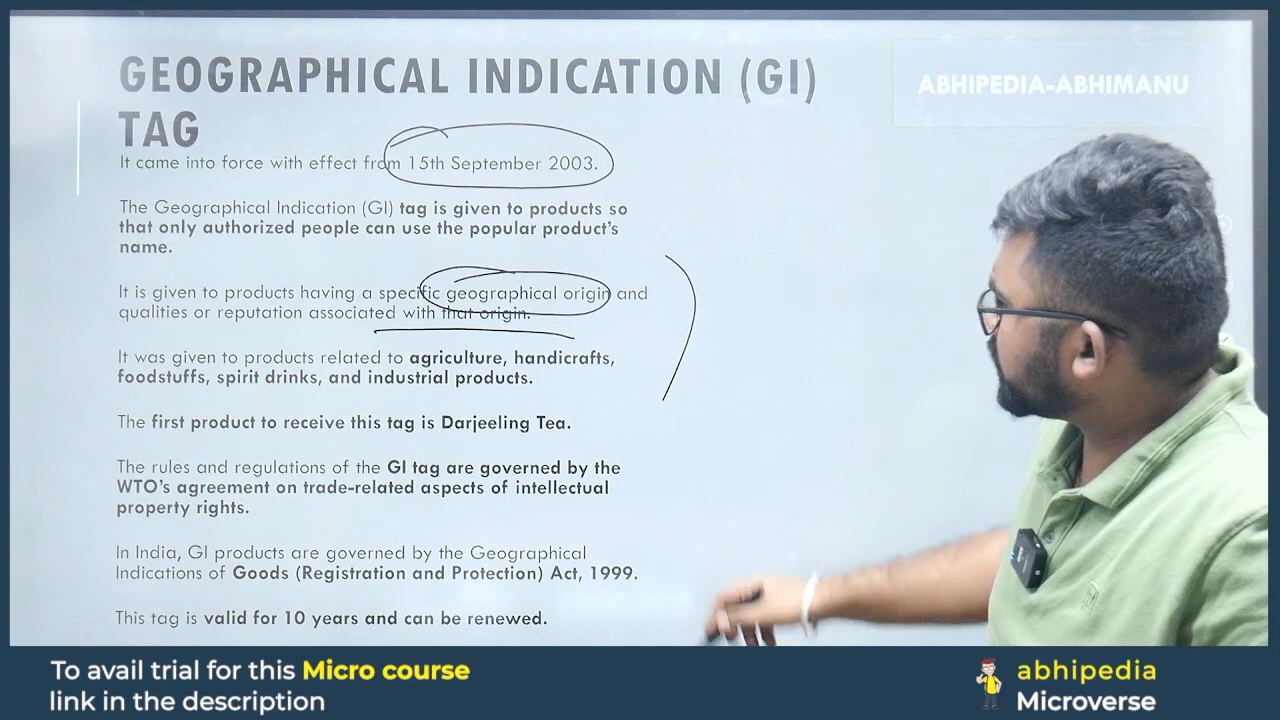 GEOGRAPHICAL INDICATION (GI)
TAG
ABHIPEDIA-ABHIMANU
It came into force with effect from 15th September 2003.
The Geographical Indication (GI) tag is given to products so
that only authorized people can use the popular product's
name.
It is given to products having a specific geographical origin and
qualities or reputation associated with that origin.
It was given to products related to agriculture, handicrafts,
foodstuffs, spirit drinks, and industrial products.
The first product to receive this tag is Darjeeling Tea.
The rules and regulations of the GI tag are governed by the
WTO's agreement on trade-related aspects of intellectual
property rights.
In India, GI products are governed by the Geographical
Indications of Goods (Registration and Protection) Act, 1999.
This tag is valid for 10 years and can be renewed.
To avail trial for this Micro course
link in the description
abhipedia
Microverse